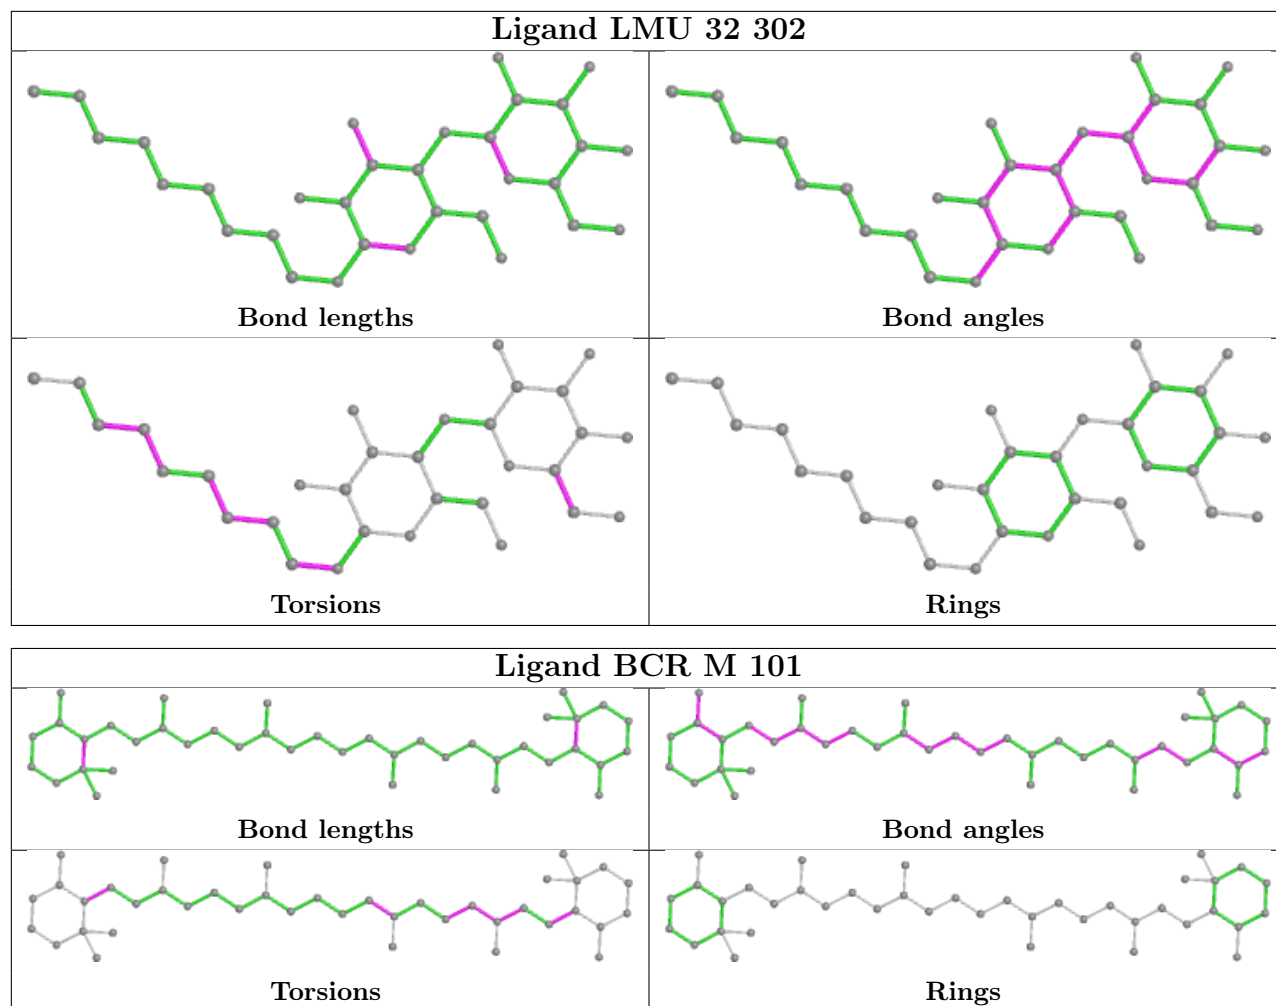 Ligand LMU 32 302
Bond lengths
Bond angles
Torsions
Rings
Ligand BCR M 101
Bond lengths
Bond angles
Torsions
Rings